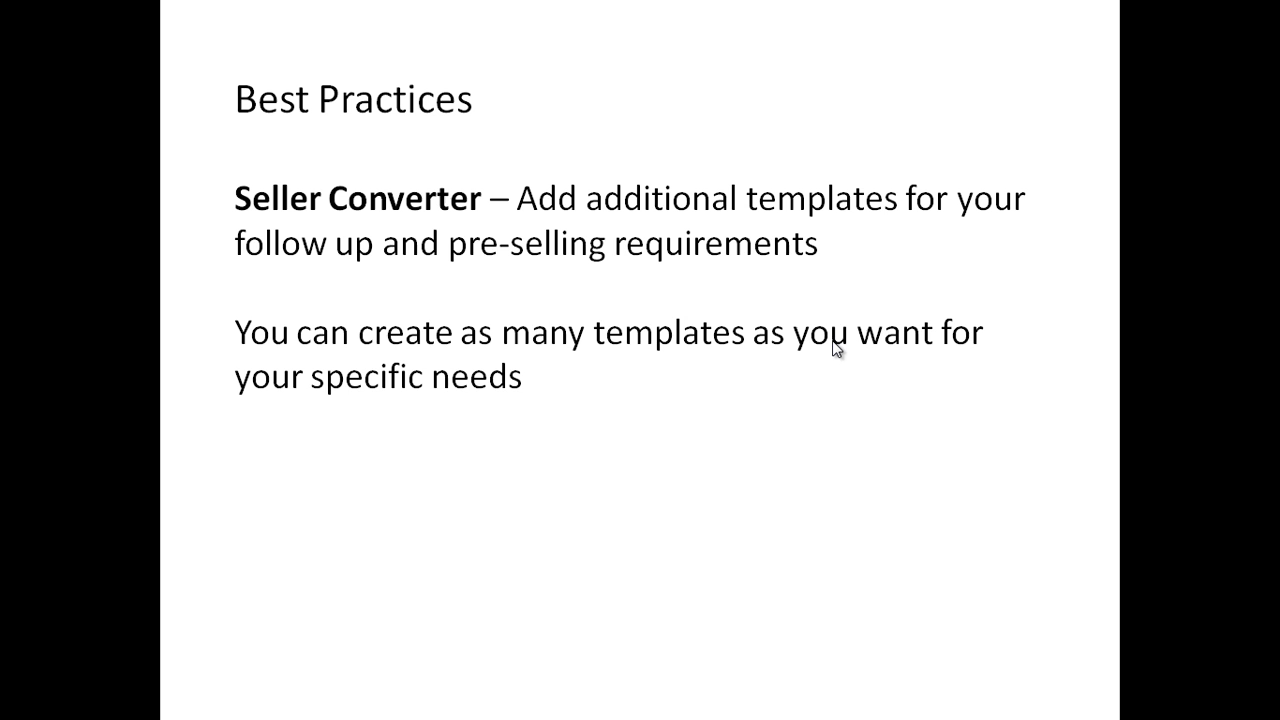 Best Practices
Seller Converter – Add additional templates for your
follow up and pre-selling requirements
You can create as many templates as you want for
your specific needs